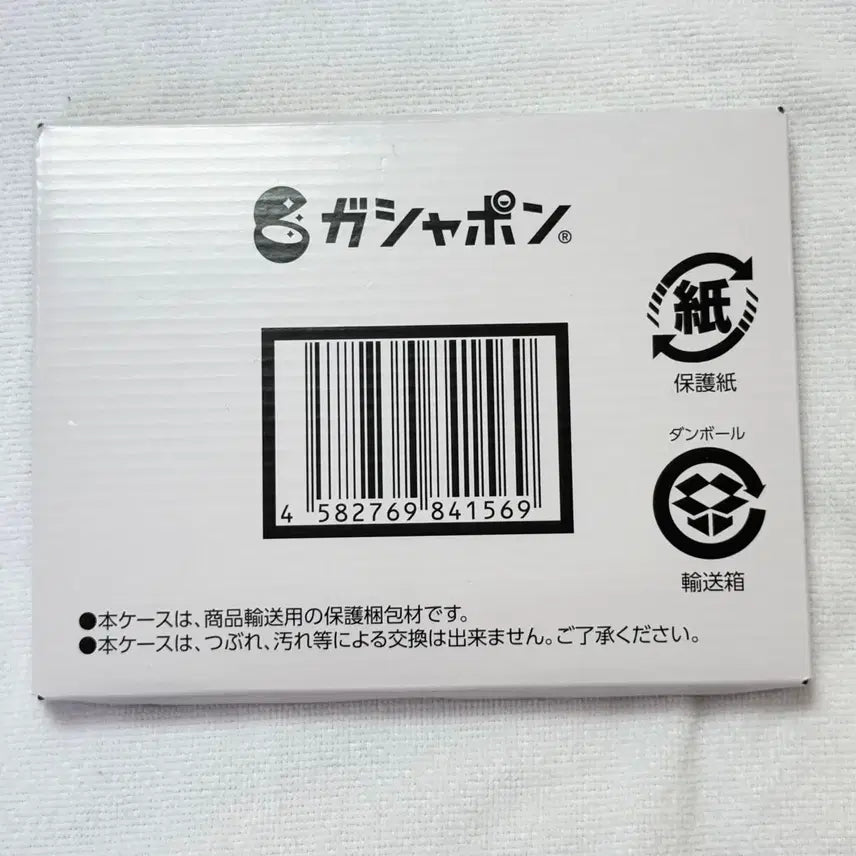 ガシャポン®
紙
保護紙
4 582769 841569
ダンボール
輸送箱
●本ケースは、商品輸送用の保護梱包材です。
●本ケースは、つぶれ、汚れ等による交換は出来ません。ご了承ください。